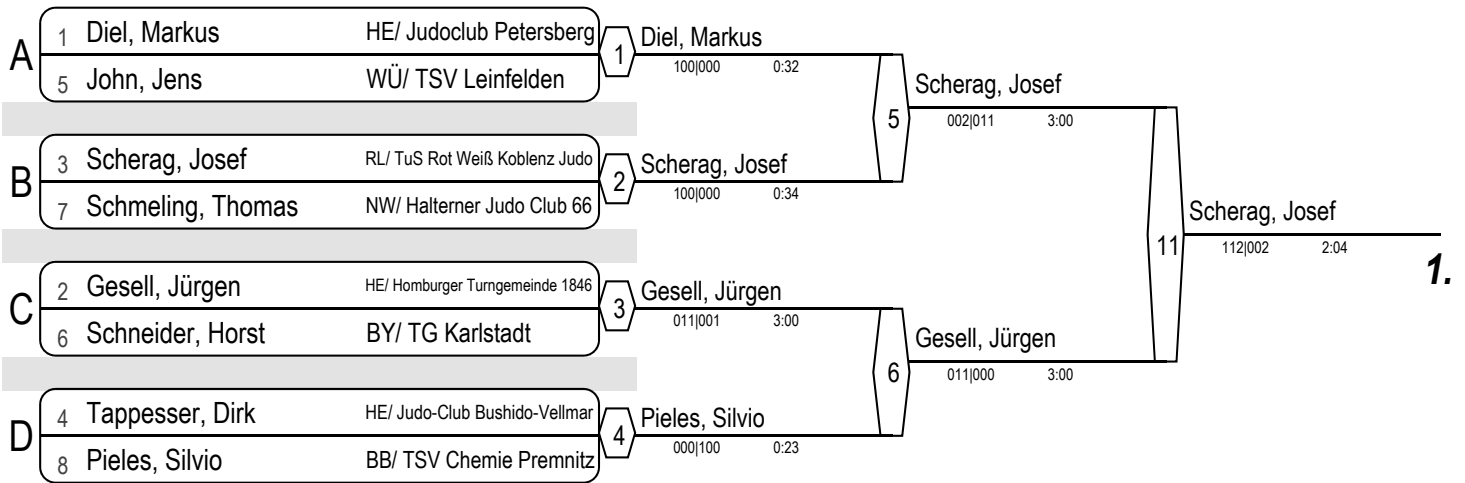 A
1 Diel, Markus HE/ Judoclub Petersberg
5 John, Jens WÜ/ TSV Leinfelden
1
Diel, Markus
100|000 0:32
B
3 Scherag, Josef RL/ TuS Rot Weiß Koblenz Judo
7 Schmeling, Thomas NW/ Halterner Judo Club 66
2
Scherag, Josef
100|000 0:34
5
Scherag, Josef
002|011 3:00
C
2 Gesell, Jürgen HE/ Homburger Turngemeinde 1846
6 Schneider, Horst BY/ TG Karlstadt
3
Gesell, Jürgen
011|001 3:00
D
4 Tappesser, Dirk HE/ Judo-Club Bushido-Vellmar
8 Pieles, Silvio BB/ TSV Chemie Premnitz
4
Pieles, Silvio
000|100 0:23
6
Gesell, Jürgen
011|000 3:00
11
Scherag, Josef
112|002 2:04
1.